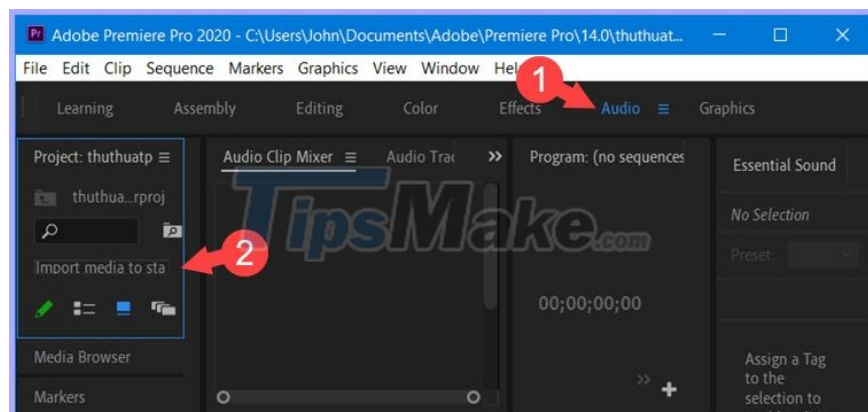 Pr Adobe Premiere Pro 2020 - C:\Users\John\Documents\Adobe\Premiere Pro\14.0\thuthuat...
File Edit Clip Sequence Markers Graphics View Window Hel
1
Learning Assembly Editing Color Effects Audio Graphics
Project: thuthuatp Audio Clip Mixer Audio Trac Program: (no sequences Essential Sound
thuthua...rproj
TipsMake.com
No Selection
2
Import media to sta
Preset:
00;00;00;00
Media Browser
Markers
Assign a Tag
to the
selection to